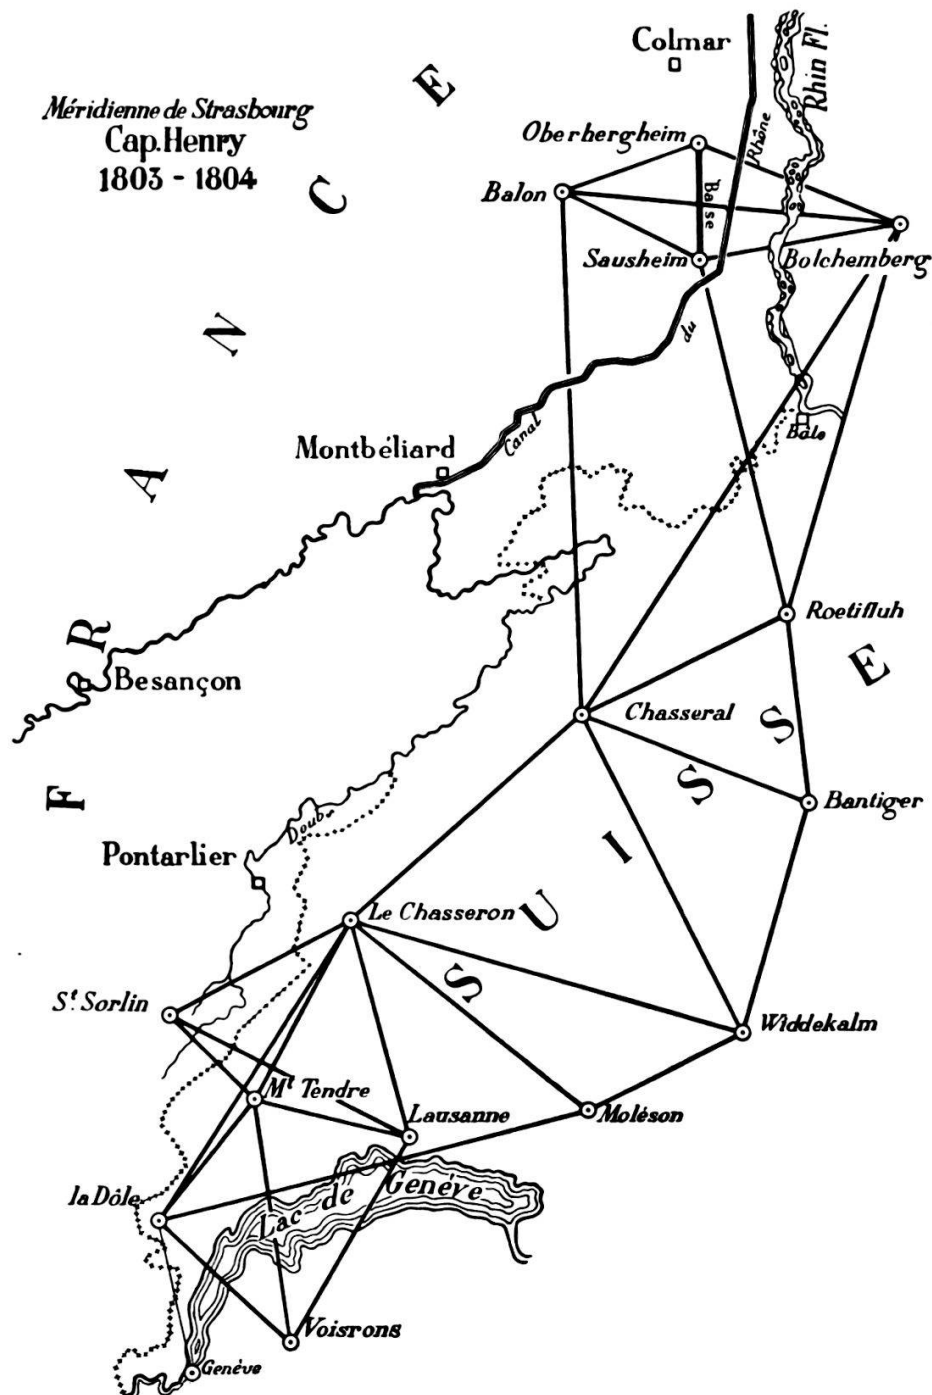 Méridienne de Strasbourg
Cap. Henry
1803 - 1804
FRANCE
SUISSE
Colmar
Rhin Fl.
Oberhergheim
Balon
Base
Sausheim
Bolchemberg
Canal du Rhône
Montbéliard
Bâle
Roetifluh
Besançon
Chasseral
Bantiger
Doubs
Pontarlier
Le Chasseron
St. Sorlin
Widdekalm
Mt. Tendre
Lausanne
Moléson
la Dôle
Lac de Genève
Voisrons
Genève